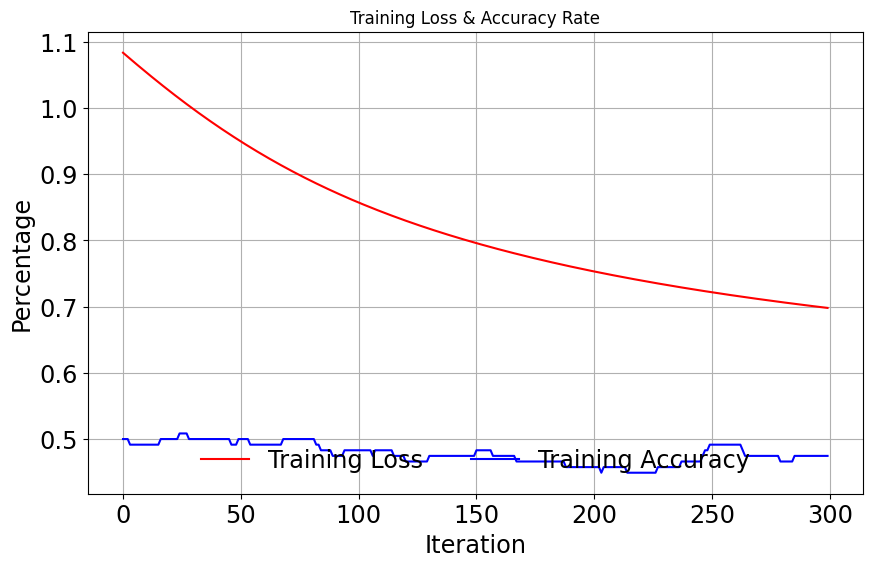 Training Loss & Accuracy Rate
1.1
1.0
0.9
0.8
0.7
0.6
0.5
Percentage
Training Loss Training Accuracy
0 50 100 150 200 250 300
Iteration